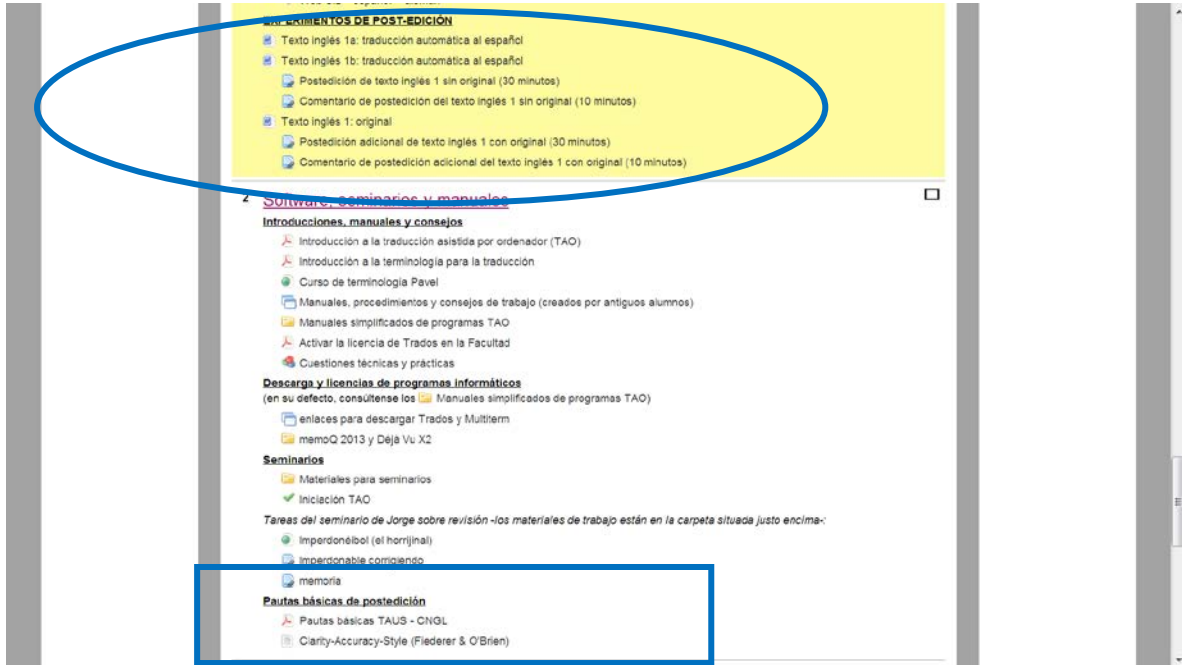 EXPERIMENTOS DE POST-EDICIÓN
Texto inglés 1a: traducción automática al español
Texto inglés 1b: traducción automática al español
Postedición de texto inglés 1 sin original (30 minutos)
Comentario de postedición del texto inglés 1 sin original (10 minutos)
Texto inglés 1: original
Postedición adicional de texto inglés 1 con original (30 minutos)
Comentario de postedición adicional del texto inglés 1 con original (10 minutos)
2 Software, seminarios y manuales
Introducciones, manuales y consejos
Introducción a la traducción asistida por ordenador (TAO)
Introducción a la terminología para la traducción
Curso de terminología Pavel
Manuales, procedimientos y consejos de trabajo (creados por antiguos alumnos)
Manuales simplificados de programas TAO
Activar la licencia de Trados en la Facultad
Cuestiones técnicas y prácticas
Descarga y licencias de programas informáticos
(en su defecto, consúltense los Manuales simplificados de programas TAO)
enlaces para descargar Trados y Multiterm
memoQ 2013 y Déjà Vu X2
Seminarios
Materiales para seminarios
Iniciación TAO
Tareas del seminario de Jorge sobre revisión -los materiales de trabajo están en la carpeta situada justo encima-:
Imperdonéibol (el horrijinal)
Imperdonable corrigiendo
memoria
Pautas básicas de postedición
Pautas básicas TAUS - CNGL
Clarity-Accuracy-Style (Fiederer & O'Brien)